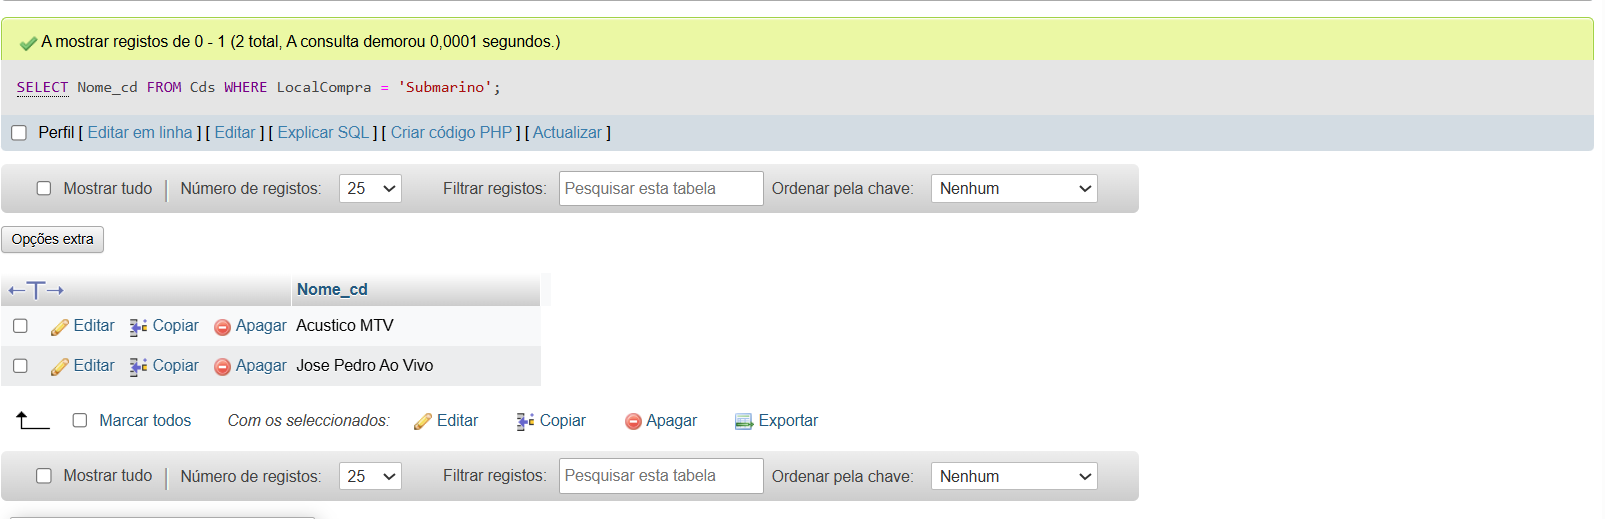 A mostrar registos de 0 - 1 (2 total, A consulta demorou 0,0001 segundos.)
SELECT Nome_cd FROM Cds WHERE LocalCompra = 'Submarino';
Perfil [ Editar em linha ] [ Editar ] [ Explicar SQL ] [ Criar código PHP ] [ Actualizar ]
Mostrar tudo | Número de registos: 25 Filtrar registos: Pesquisar esta tabela Ordenar pela chave: Nenhum
Opções extra
Nome_cd
Editar Copiar Apagar Acustico MTV
Editar Copiar Apagar Jose Pedro Ao Vivo
Marcar todos Com os seleccionados: Editar Copiar Apagar Exportar
Mostrar tudo | Número de registos: 25 Filtrar registos: Pesquisar esta tabela Ordenar pela chave: Nenhum